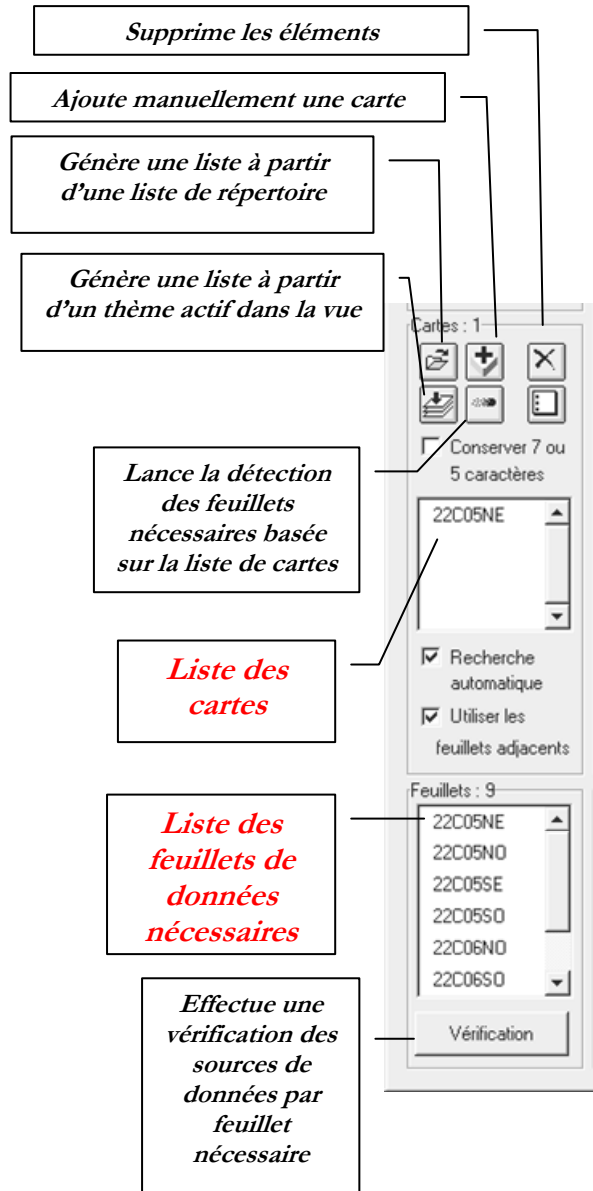 Supprime les éléments
Ajoute manuellement une carte
Génère une liste à partir
d'une liste de répertoire
Génère une liste à partir
d'un thème actif dans la vue
Cartes : 1
Conserver 7 ou
5 caractères
Lance la détection
des feuillets
nécessaires basée
sur la liste de cartes
22C05NE
Liste des
cartes
Recherche
automatique
Utiliser les
feuillets adjacents
Feuillets : 9
Liste des
feuillets de
données
nécessaires
22C05NE
22C05NO
22C05SE
22C05SO
22C06NO
22C06SO
Effectue une
vérification des
sources de
données par
feuillet
nécessaire
Vérification